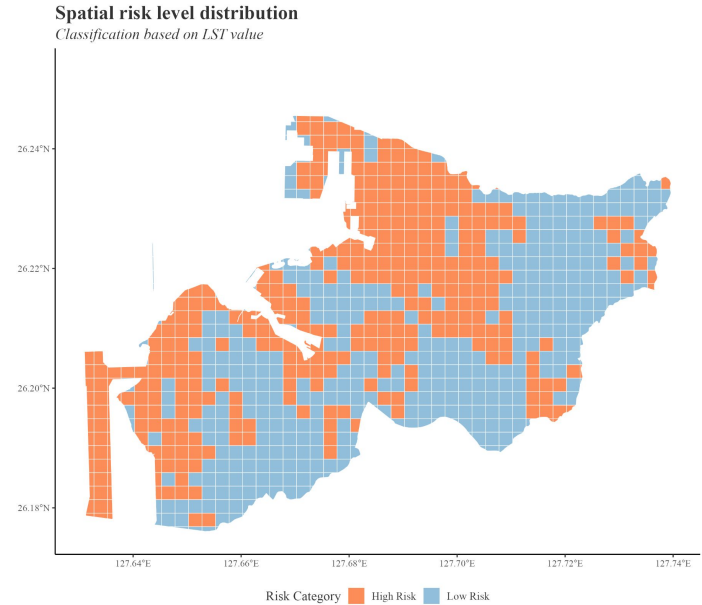 Spatial risk level distribution
Classification based on LST value
26.24°N
26.22°N
26.20°N
26.18°N
127.64°E 127.66°E 127.68°E 127.70°E 127.72°E 127.74°E
Risk Category High Risk Low Risk